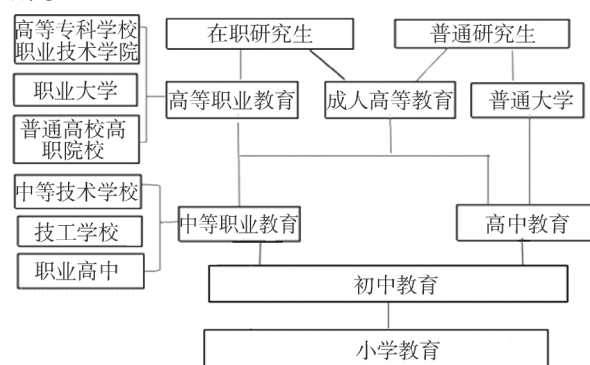 高等专科学校
职业技术学院
在职研究生
普通研究生
职业大学
高等职业教育
成人高等教育
普通大学
普通高校高
职院校
中等技术学校
中等职业教育
高中教育
技工学校
职业高中
初中教育
小学教育